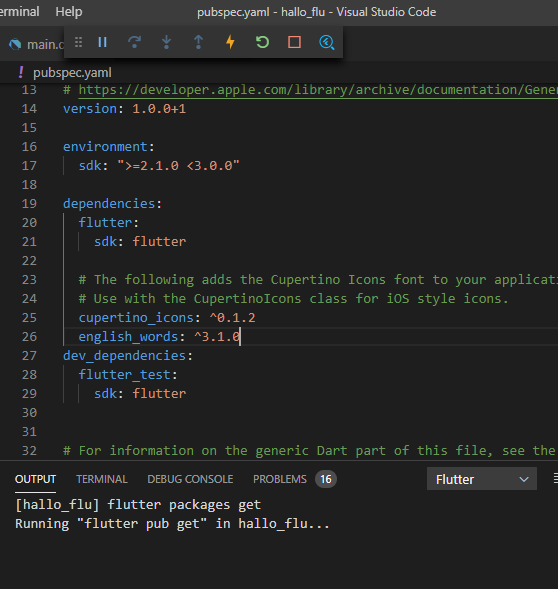 erminal Help pubspec.yaml - hallo_flu - Visual Studio Code
main.c
! pubspec.yaml
13 # https://developer.apple.com/library/archive/documentation/Gene
14 version: 1.0.0+1
15
16 environment:
17 sdk: ">=2.1.0 <3.0.0"
18
19 dependencies:
20 flutter:
21 sdk: flutter
22
23 # The following adds the Cupertino Icons font to your applicati
24 # Use with the CupertinoIcons class for iOS style icons.
25 cupertino_icons: ^0.1.2
26 english_words: ^3.1.0
27 dev_dependencies:
28 flutter_test:
29 sdk: flutter
30
31
32 # For information on the generic Dart part of this file, see the
OUTPUT TERMINAL DEBUG CONSOLE PROBLEMS 16 Flutter
[hallo_flu] flutter packages get
Running "flutter pub get" in hallo_flu...